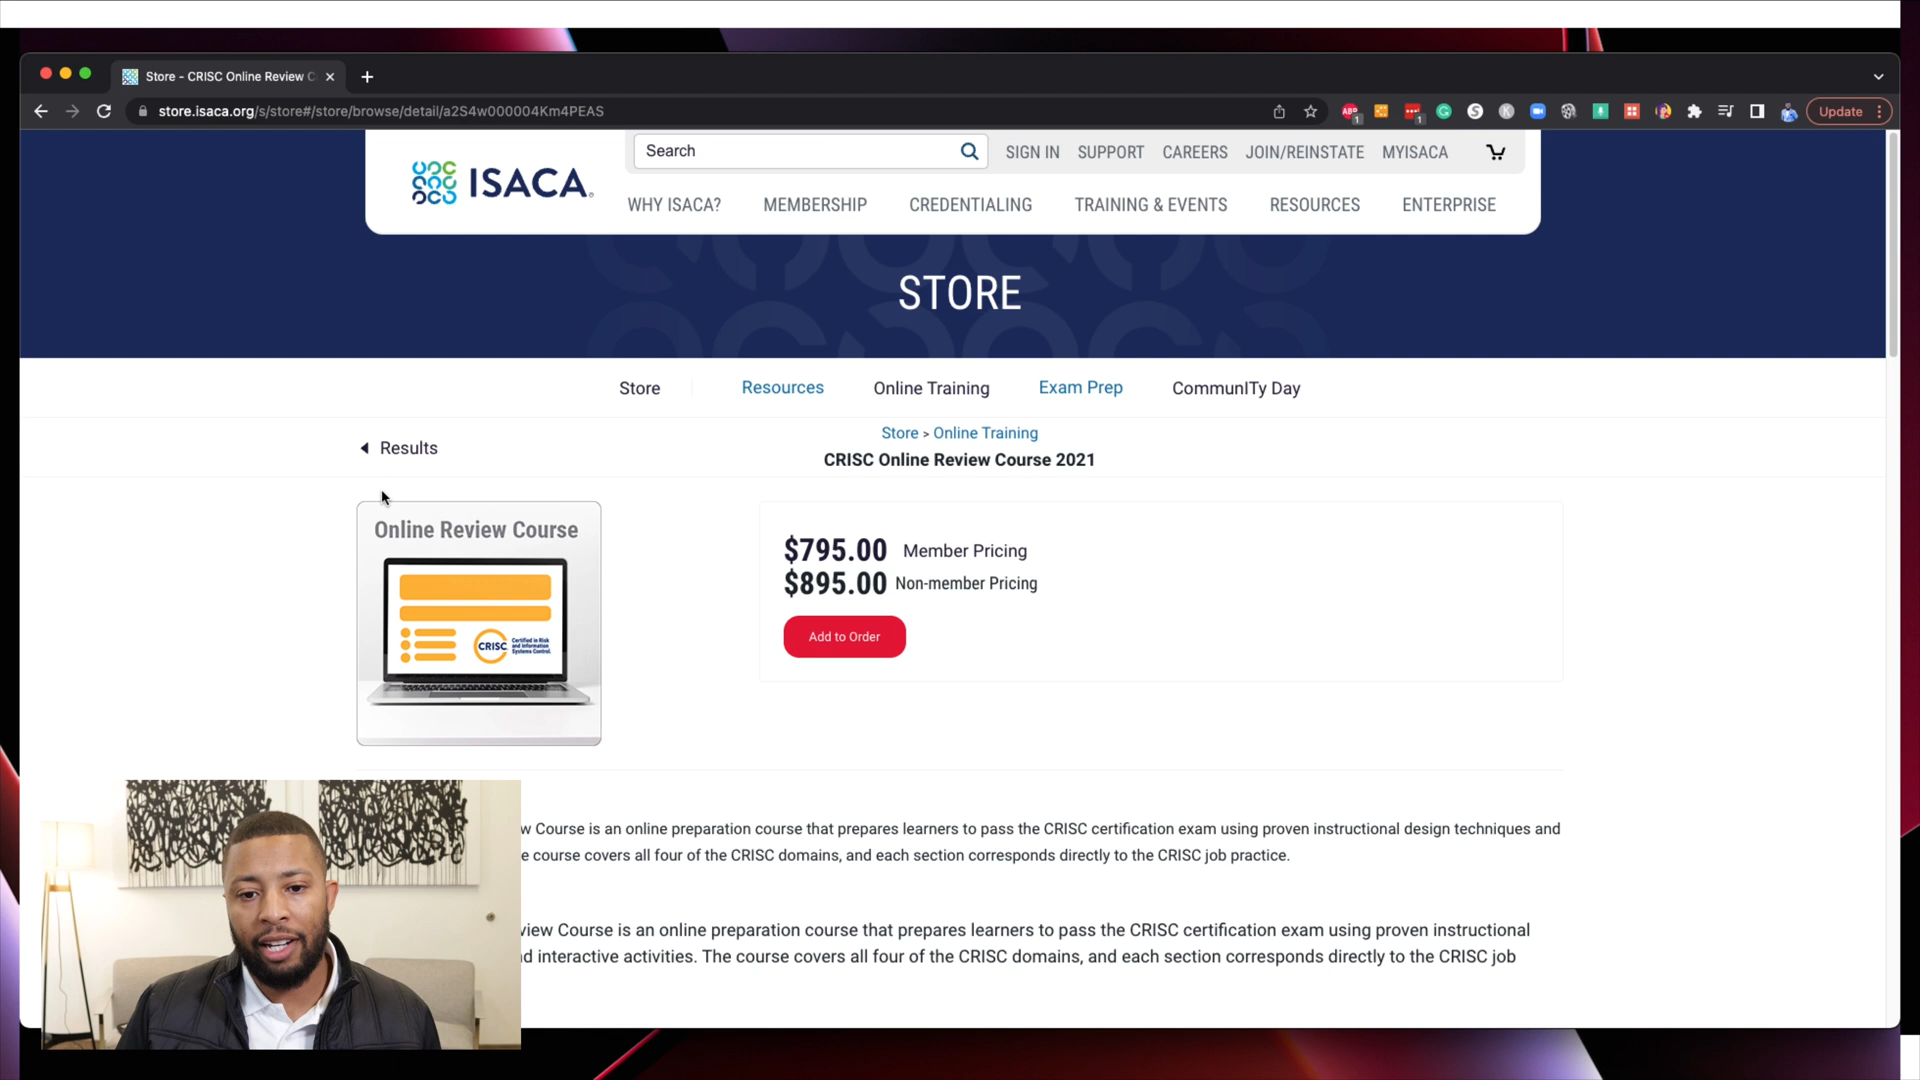 Store - CRISC Online Review C
store.isaca.org/s/store#/store/browse/detail/a2S4w000004Km4PEAS
Update
ISACA
Search
SIGN IN SUPPORT CAREERS JOIN/REINSTATE MYISACA
WHY ISACA? MEMBERSHIP CREDENTIALING TRAINING & EVENTS RESOURCES ENTERPRISE
STORE
Store Resources Online Training Exam Prep CommunITy Day
Store > Online Training
Results
CRISC Online Review Course 2021
Online Review Course
CRISC Certified in Risk
and Information
Systems Control.
$795.00 Member Pricing
$895.00 Non-member Pricing
Add to Order
w Course is an online preparation course that prepares learners to pass the CRISC certification exam using proven instructional design techniques and
e course covers all four of the CRISC domains, and each section corresponds directly to the CRISC job practice.
view Course is an online preparation course that prepares learners to pass the CRISC certification exam using proven instructional
d interactive activities. The course covers all four of the CRISC domains, and each section corresponds directly to the CRISC job